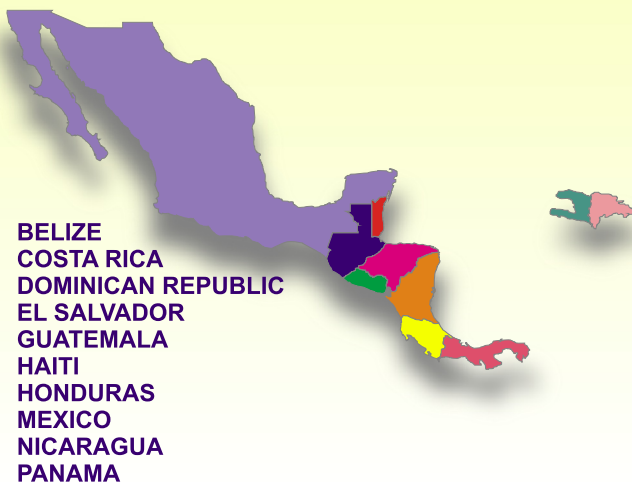 BELIZE
COSTA RICA
DOMINICAN REPUBLIC
EL SALVADOR
GUATEMALA
HAITI
HONDURAS
MEXICO
NICARAGUA
PANAMA